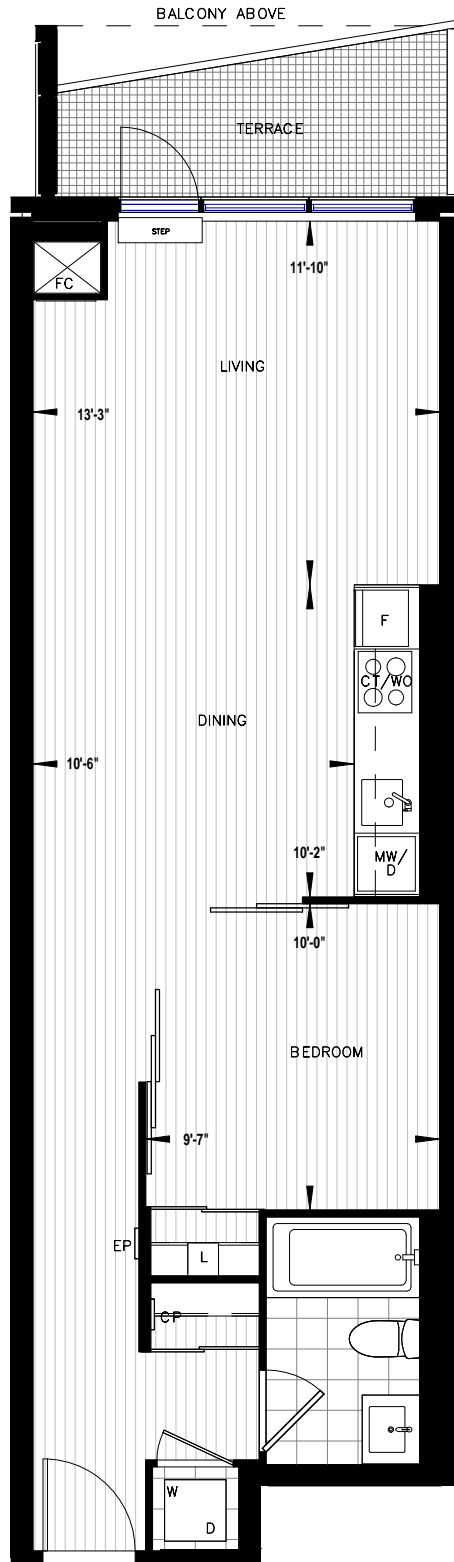 BALCONY ABOVE
TERRACE
STEP
FC
11'-10"
LIVING
13'-3"
F
CT/WO
DINING
10'-6"
10'-2"
MW/
D
10'-0"
BEDROOM
9'-7"
EP
L
CP
W
D